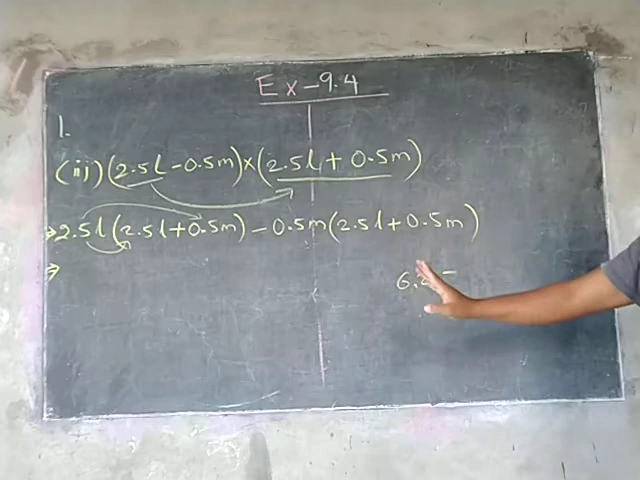 Ex-9.4
1.
(iii) (2.5l-0.5m)×(2.5l+0.5m)
⇒ 2.5l(2.5l+0.5m)-0.5m(2.5l+0.5m)
⇒